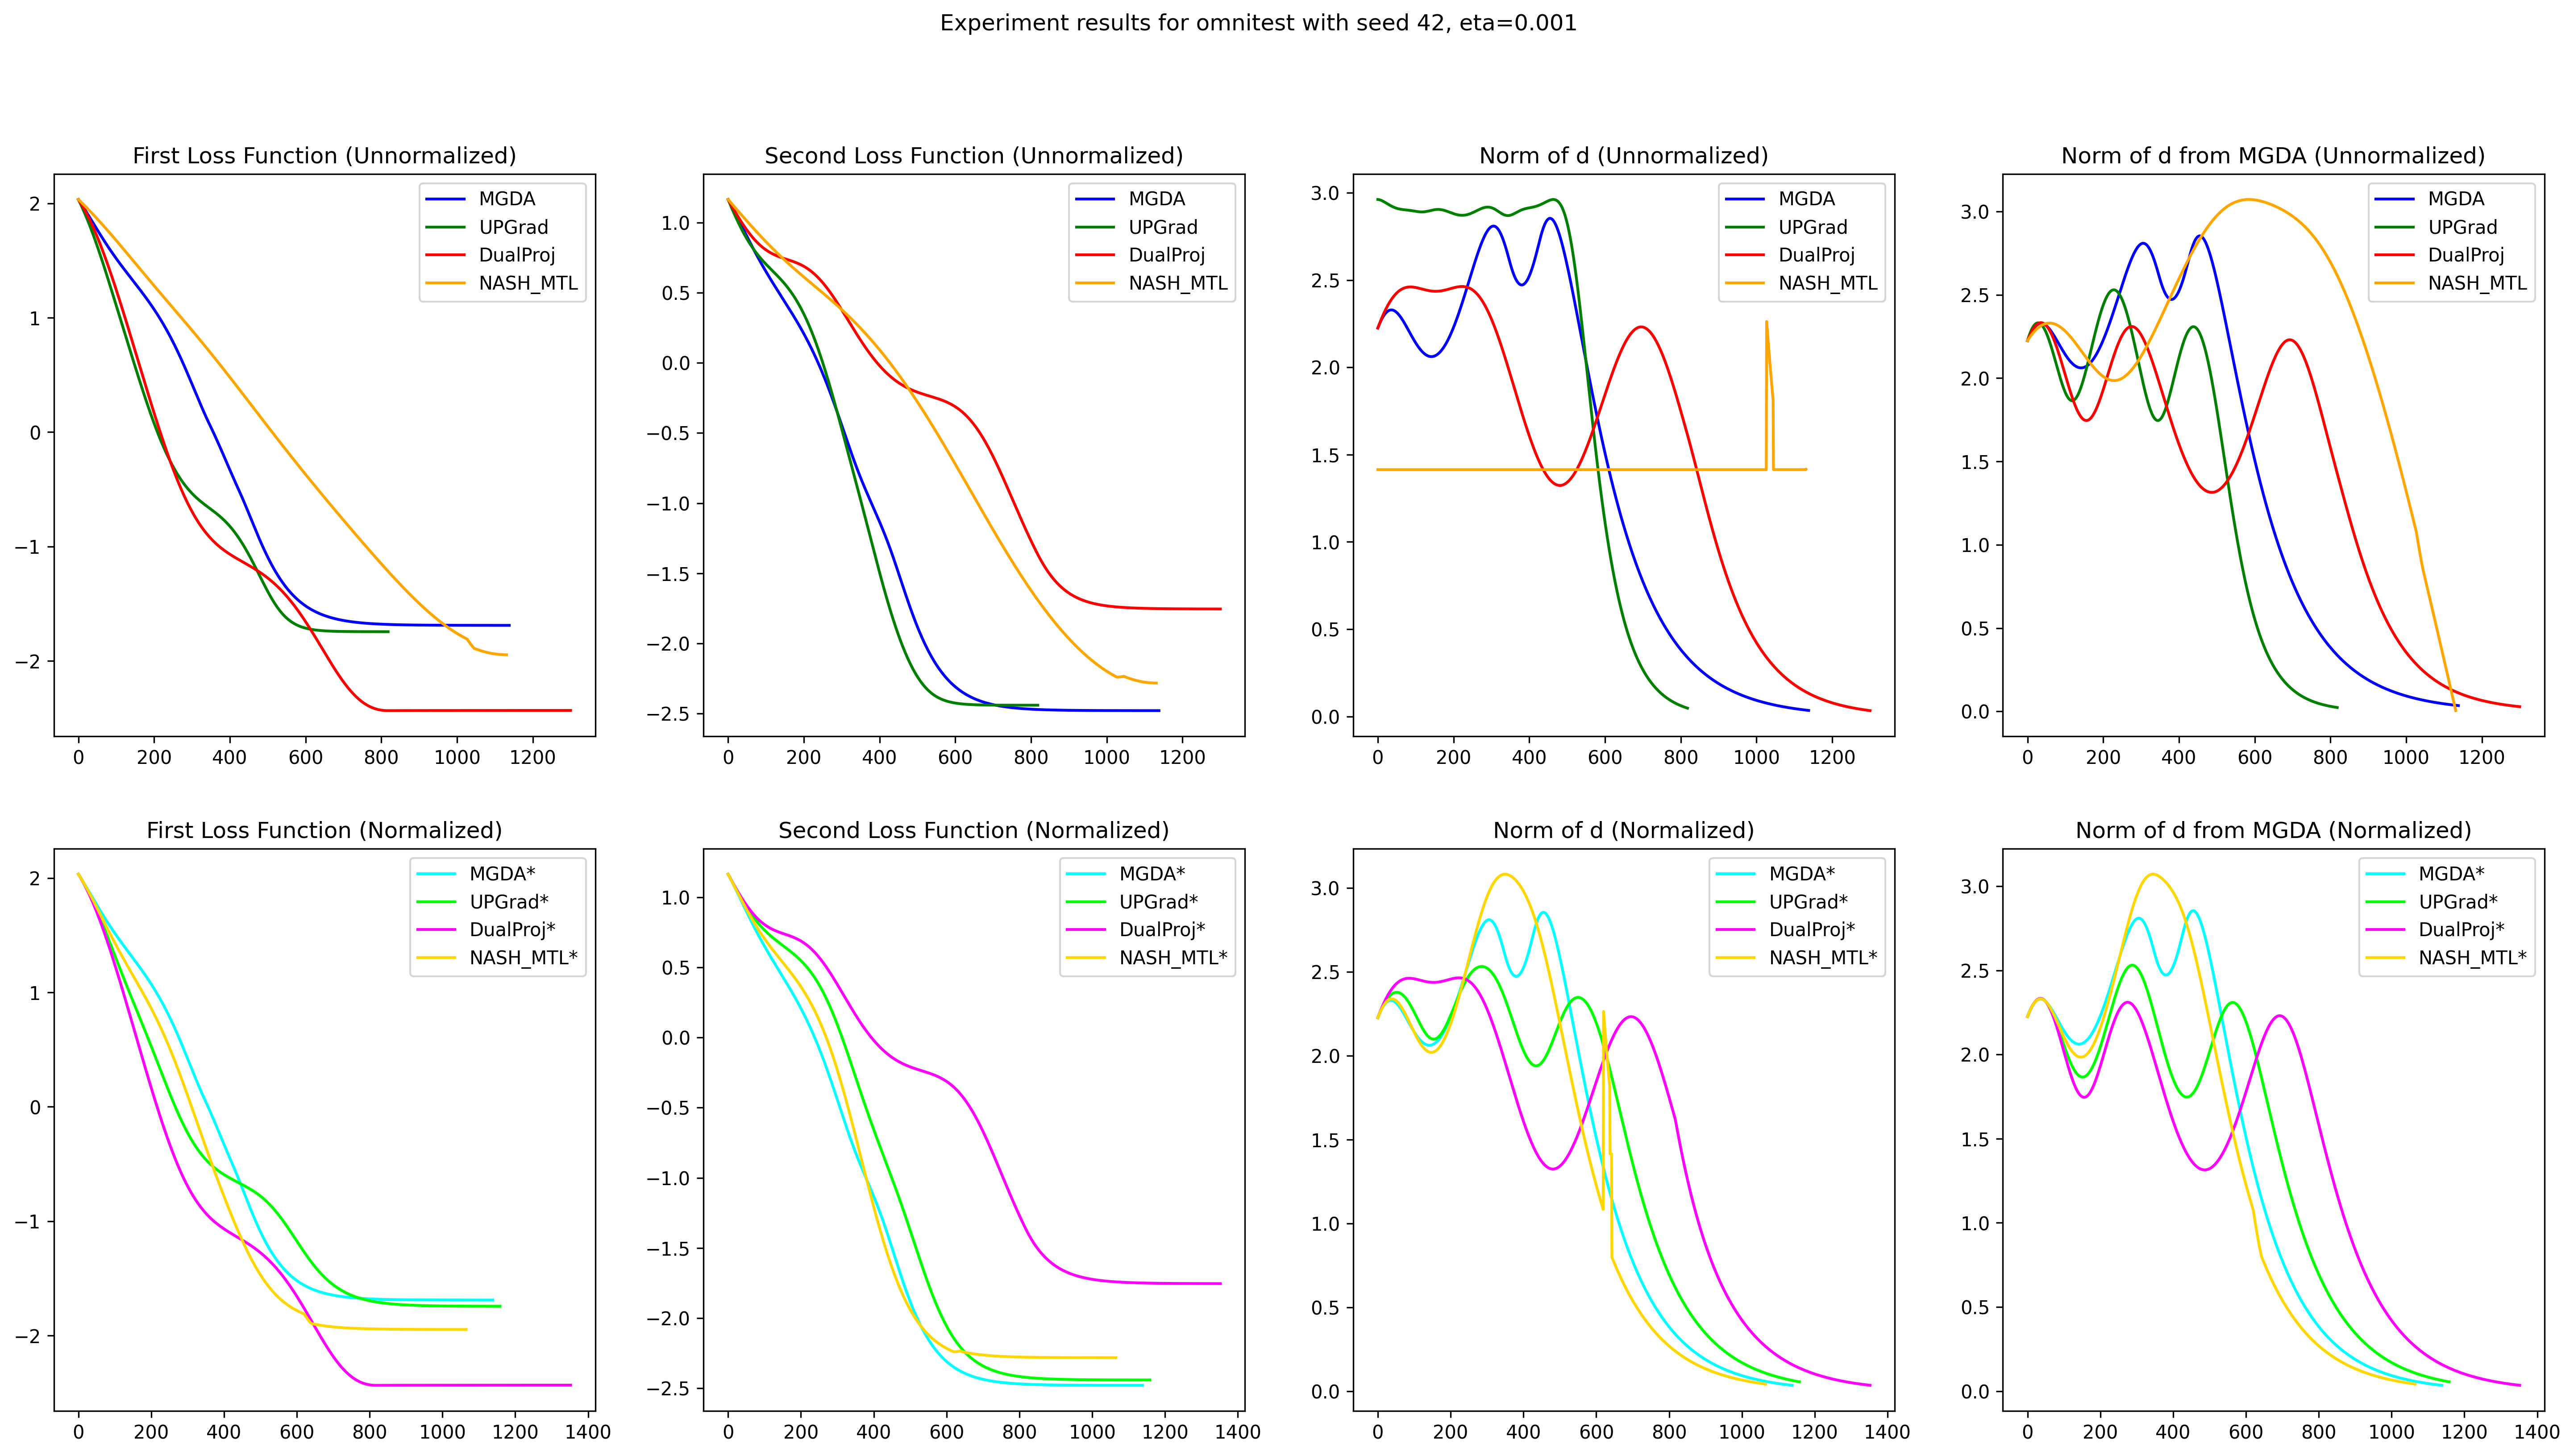 Experiment results for omnitest with seed 42, eta=0.001
First Loss Function (Unnormalized)
2
1
0
−1
−2
0 200 400 600 800 1000 1200
MGDA
UPGrad
DualProj
NASH_MTL
Second Loss Function (Unnormalized)
1.0
0.5
0.0
−0.5
−1.0
−1.5
−2.0
−2.5
0 200 400 600 800 1000 1200
MGDA
UPGrad
DualProj
NASH_MTL
Norm of d (Unnormalized)
3.0
2.5
2.0
1.5
1.0
0.5
0.0
0 200 400 600 800 1000 1200
MGDA
UPGrad
DualProj
NASH_MTL
Norm of d from MGDA (Unnormalized)
3.0
2.5
2.0
1.5
1.0
0.5
0.0
0 200 400 600 800 1000 1200
MGDA
UPGrad
DualProj
NASH_MTL
First Loss Function (Normalized)
2
1
0
−1
−2
0 200 400 600 800 1000 1200 1400
MGDA*
UPGrad*
DualProj*
NASH_MTL*
Second Loss Function (Normalized)
1.0
0.5
0.0
−0.5
−1.0
−1.5
−2.0
−2.5
0 200 400 600 800 1000 1200 1400
MGDA*
UPGrad*
DualProj*
NASH_MTL*
Norm of d (Normalized)
3.0
2.5
2.0
1.5
1.0
0.5
0.0
0 200 400 600 800 1000 1200 1400
MGDA*
UPGrad*
DualProj*
NASH_MTL*
Norm of d from MGDA (Normalized)
3.0
2.5
2.0
1.5
1.0
0.5
0.0
0 200 400 600 800 1000 1200 1400
MGDA*
UPGrad*
DualProj*
NASH_MTL*